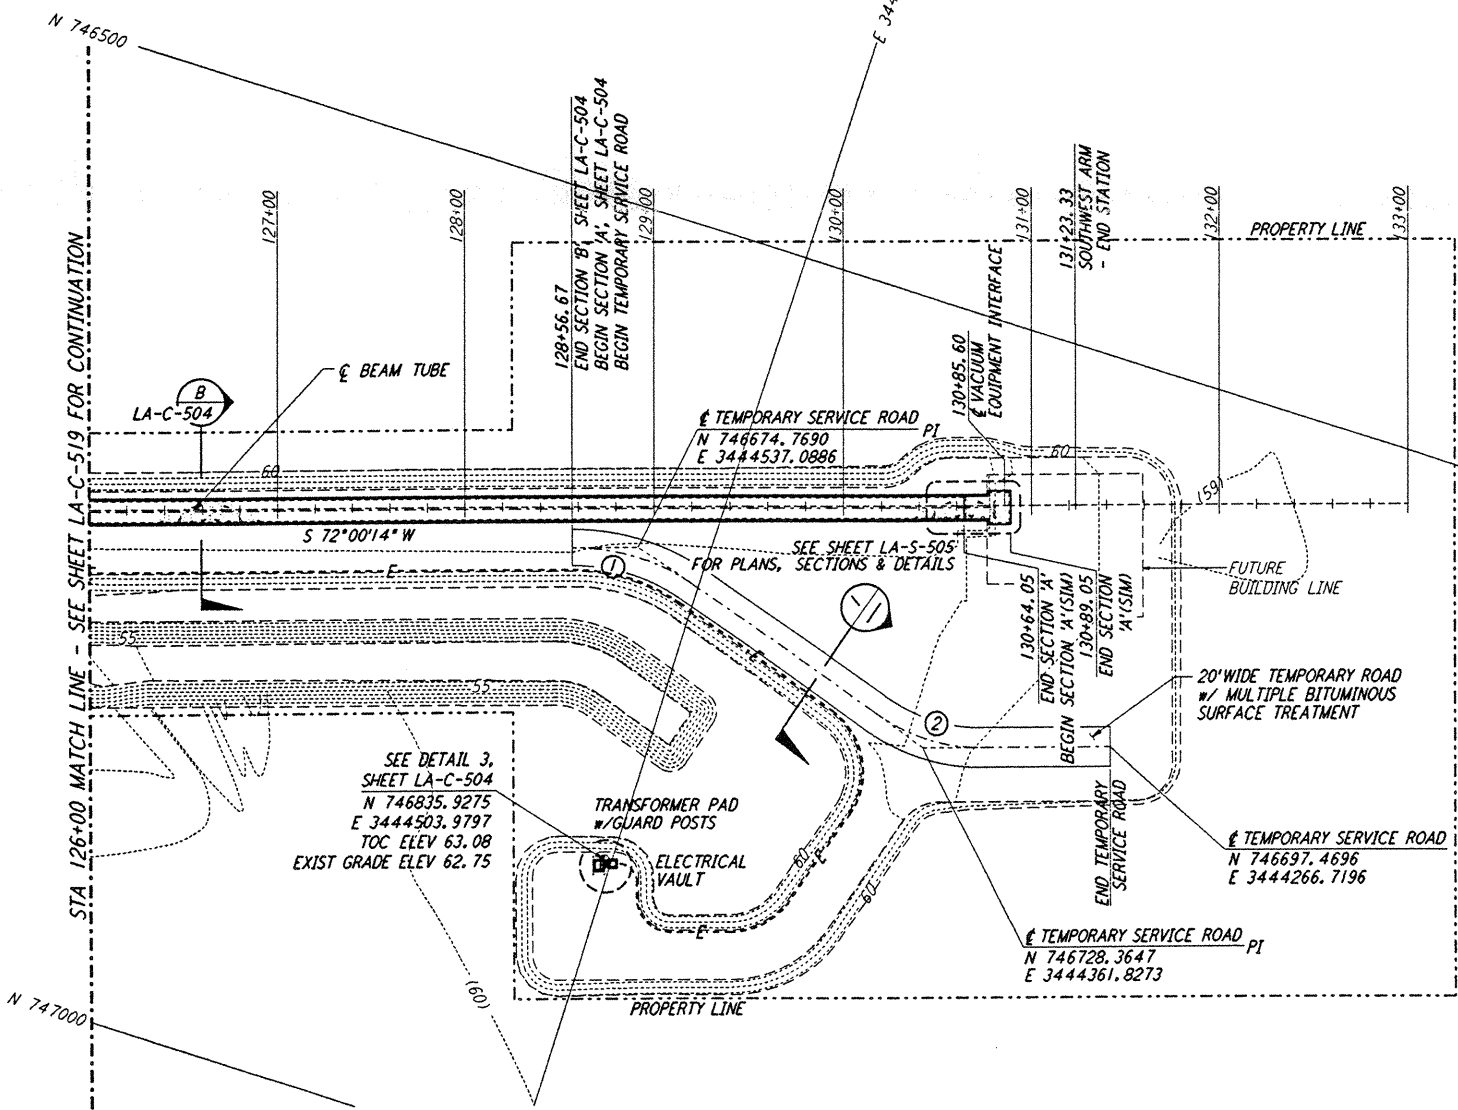 N 746500
E 344
STA 126+00 MATCH LINE - SEE SHEET LA-C-519 FOR CONTINUATION
127+00
128+00
128+56.67
END SECTION 'B' SHEET LA-C-504
BEGIN SECTION 'A', SHEET LA-C-504
BEGIN TEMPORARY SERVICE ROAD
129+00
130+00
131+00
131+23.33
SOUTHWEST ARM
- END STATION
132+00
133+00
PROPERTY LINE
130+85.60
℄ VACUUM
EQUIPMENT INTERFACE
℄ BEAM TUBE
B
LA-C-504
℄ TEMPORARY SERVICE ROAD
PI
N 746674.7690
E 3444537.0886
60
60
(59)
S 72°00'14" W
SEE SHEET LA-S-505
FOR PLANS, SECTIONS & DETAILS
E
1
FUTURE
BUILDING LINE
130+64.05
END SECTION 'A'
BEGIN SECTION 'A'(SIM)
130+89.05
END SECTION
'A'(SIM)
55
55
E
2
20' WIDE TEMPORARY ROAD
w/ MULTIPLE BITUMINOUS
SURFACE TREATMENT
SEE DETAIL 3,
SHEET LA-C-504
N 746835.9275
E 3444503.9797
TOC ELEV 63.08
EXIST GRADE ELEV 62.75
TRANSFORMER PAD
w/GUARD POSTS
ELECTRICAL
VAULT
60
E
60
E
END TEMPORARY
SERVICE ROAD
℄ TEMPORARY SERVICE ROAD
N 746697.4696
E 3444266.7196
℄ TEMPORARY SERVICE ROAD
PI
N 746728.3647
E 3444361.8273
(60)
PROPERTY LINE
N 747000